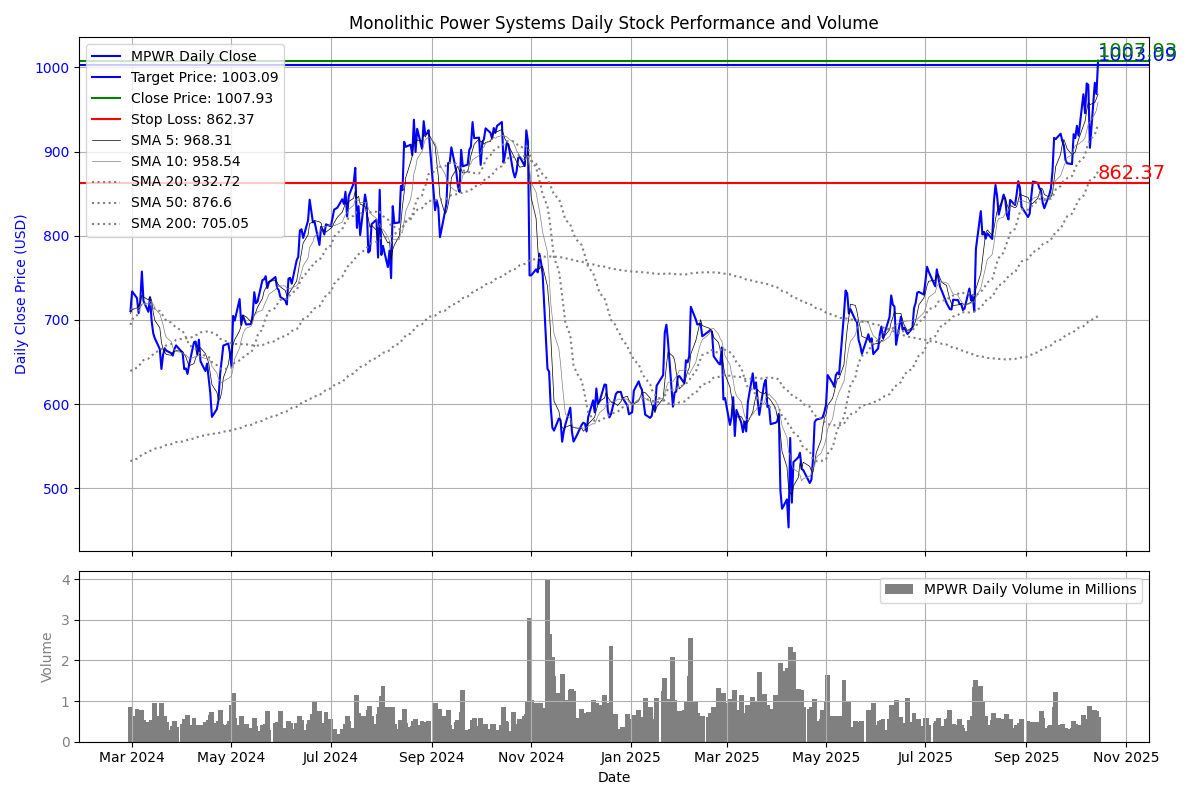 Monolithic Power Systems Daily Stock Performance and Volume
1007.93
1003.09
862.37
MPWR Daily Close
Target Price: 1003.09
Close Price: 1007.93
Stop Loss: 862.37
SMA 5: 968.31
SMA 10: 958.54
SMA 20: 932.72
SMA 50: 876.6
SMA 200: 705.05
Daily Close Price (USD)
1000
900
800
700
600
500
MPWR Daily Volume in Millions
Volume
4
3
2
1
0
Mar 2024 May 2024 Jul 2024 Sep 2024 Nov 2024 Jan 2025 Mar 2025 May 2025 Jul 2025 Sep 2025 Nov 2025
Date